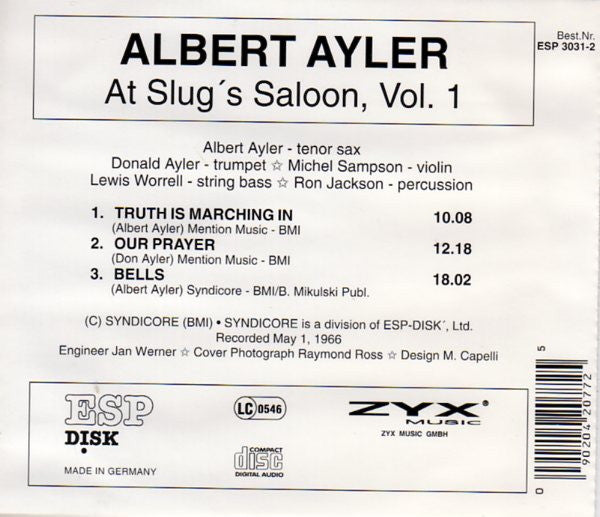 Best.Nr.
ESP 3031-2
ALBERT AYLER
At Slug´s Saloon, Vol. 1
Albert Ayler - tenor sax
Donald Ayler - trumpet ☆ Michel Sampson - violin
Lewis Worrell - string bass ☆ Ron Jackson - percussion
1. TRUTH IS MARCHING IN 10.08
(Albert Ayler) Mention Music - BMI
2. OUR PRAYER 12.18
(Don Ayler) Mention Music - BMI
3. BELLS 18.02
(Albert Ayler) Syndicore - BMI/B. Mikulski Publ.
(C) SYNDICORE (BMI) • SYNDICORE is a division of ESP-DISK´, Ltd.
Recorded May 1, 1966
Engineer Jan Werner ☆ Cover Photograph Raymond Ross ☆ Design M. Capelli
ESP
DISK
MADE IN GERMANY
LC 0546
COMPACT
disc
DIGITAL AUDIO
ZYX®
MUSIC
ZYX MUSIC GMBH
0 90204 20772 5